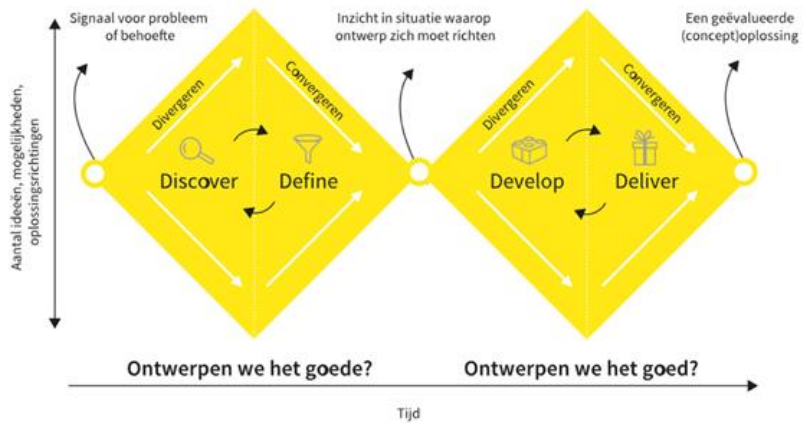 Signaal voor probleem
of behoefte
Inzicht in situatie waarop
ontwerp zich moet richten
Een geëvalueerde
(concept)oplossing
Aantal ideeën, mogelijkheden,
oplossingsrichtingen
Divergeren
Convergeren
Discover
Define
Divergeren
Convergeren
Develop
Deliver
Ontwerpen we het goede?
Ontwerpen we het goed?
Tijd